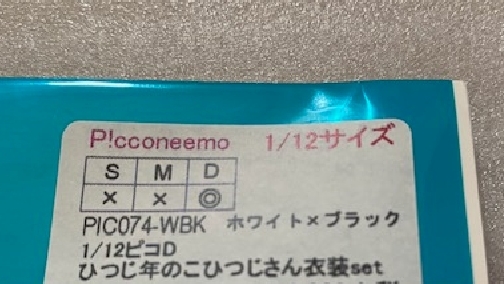 P!cconeemo 1/12サイズ
S M D
× × ◎
PIC074-WBK ホワイト×ブラック
1/12ピコD
ひつじ年のこひつじさん衣装set